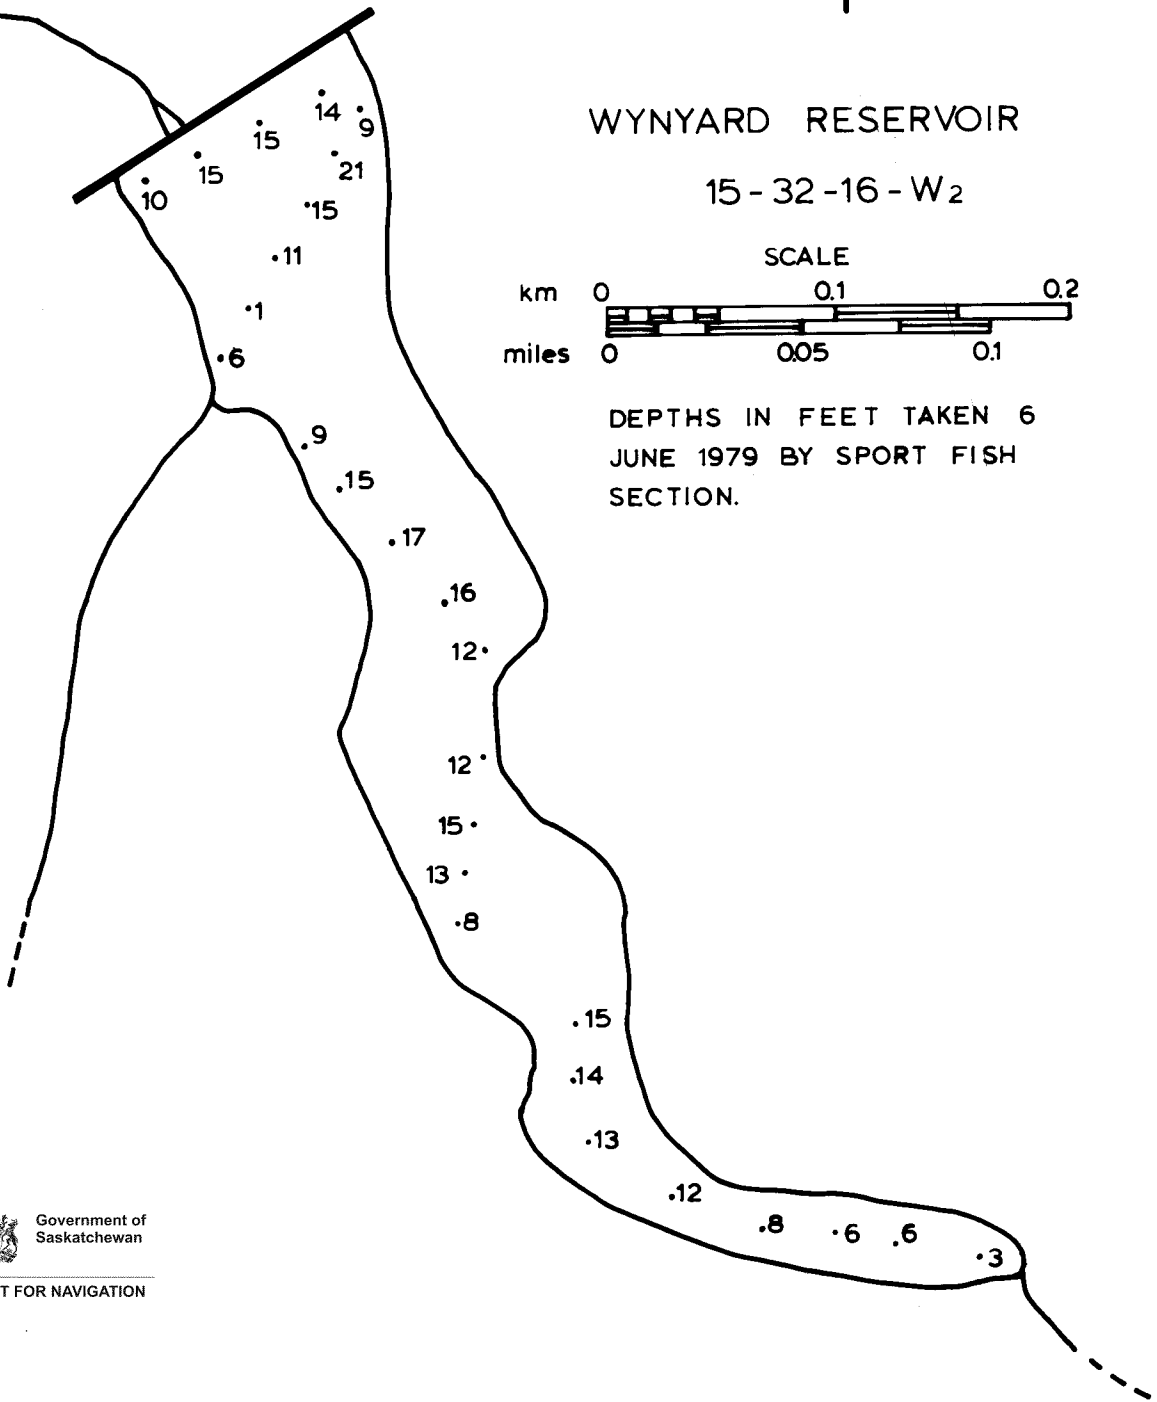 WYNYARD RESERVOIR
15-32-16-W2
SCALE
km 0 0.1 0.2
miles 0 0.05 0.1
DEPTHS IN FEET TAKEN 6
JUNE 1979 BY SPORT FISH
SECTION.
14
9
15
15
21
10
15
11
1
6
9
15
17
16
12
12
15
13
8
15
14
13
12
8
6
6
3
Government of
Saskatchewan
T FOR NAVIGATION